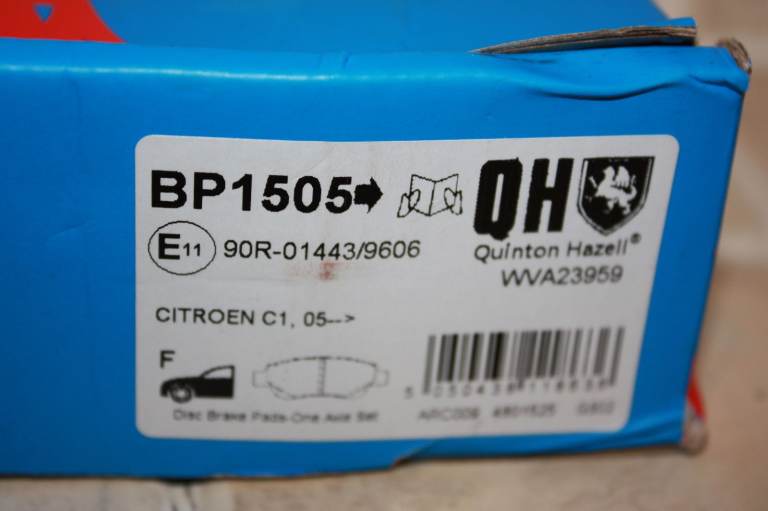 BP1505
QH
E11 90R-01443/9606
Quinton Hazell®
WVA23959
CITROEN C1, 05-->
F
Disc Brake Pads-One Axle Set